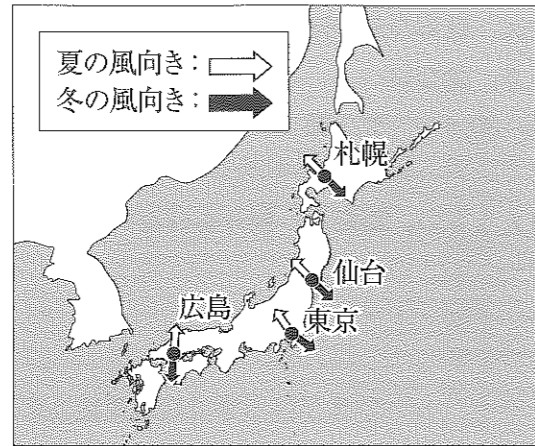 夏の風向き：
冬の風向き：
札幌
仙台
広島
東京